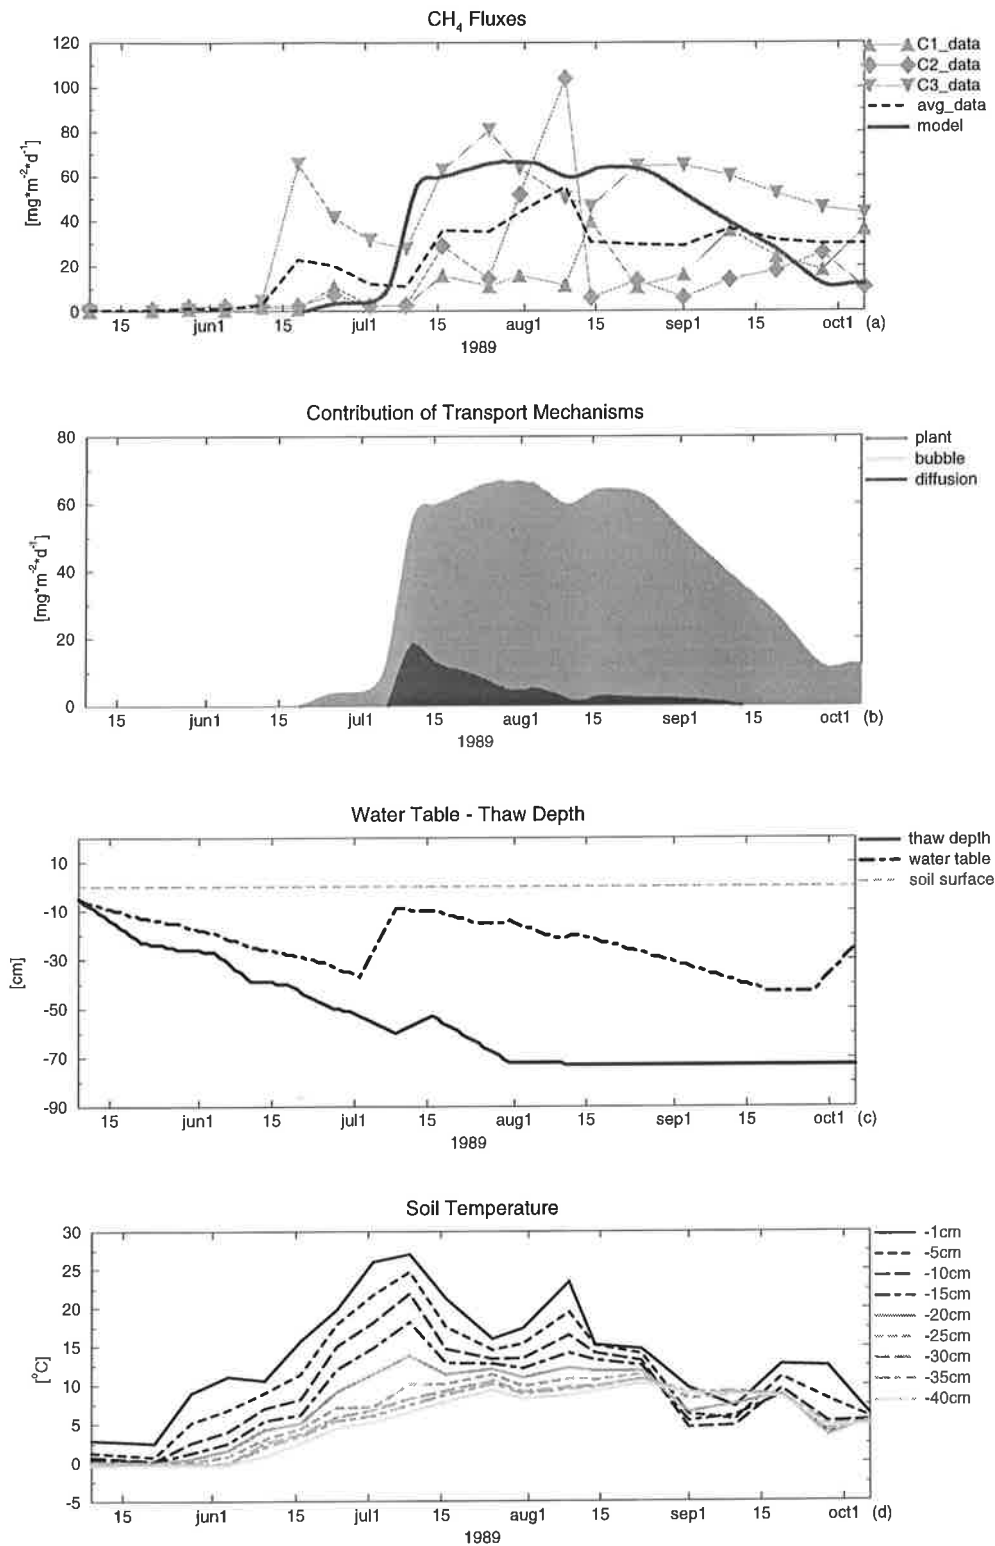 CH4 Fluxes
120
100
80
60
40
20
0
[mg*m-2*d-1]
15 jun1 15 jul1 15 aug1 15 sep1 15 oct1 (a)
1989
C1_data
C2_data
C3_data
avg_data
model
Contribution of Transport Mechanisms
80
60
40
20
0
[mg*m-2*d-1]
15 jun1 15 jul1 15 aug1 15 sep1 15 oct1 (b)
1989
plant
bubble
diffusion
Water Table - Thaw Depth
10
-10
-30
-50
-70
-90
[cm]
15 jun1 15 jul1 15 aug1 15 sep1 15 oct1 (c)
1989
thaw depth
water table
soil surface
Soil Temperature
30
25
20
15
10
5
0
-5
[°C]
15 jun1 15 jul1 15 aug1 15 sep1 15 oct1 (d)
1989
-1cm
-5cm
-10cm
-15cm
-20cm
-25cm
-30cm
-35cm
-40cm